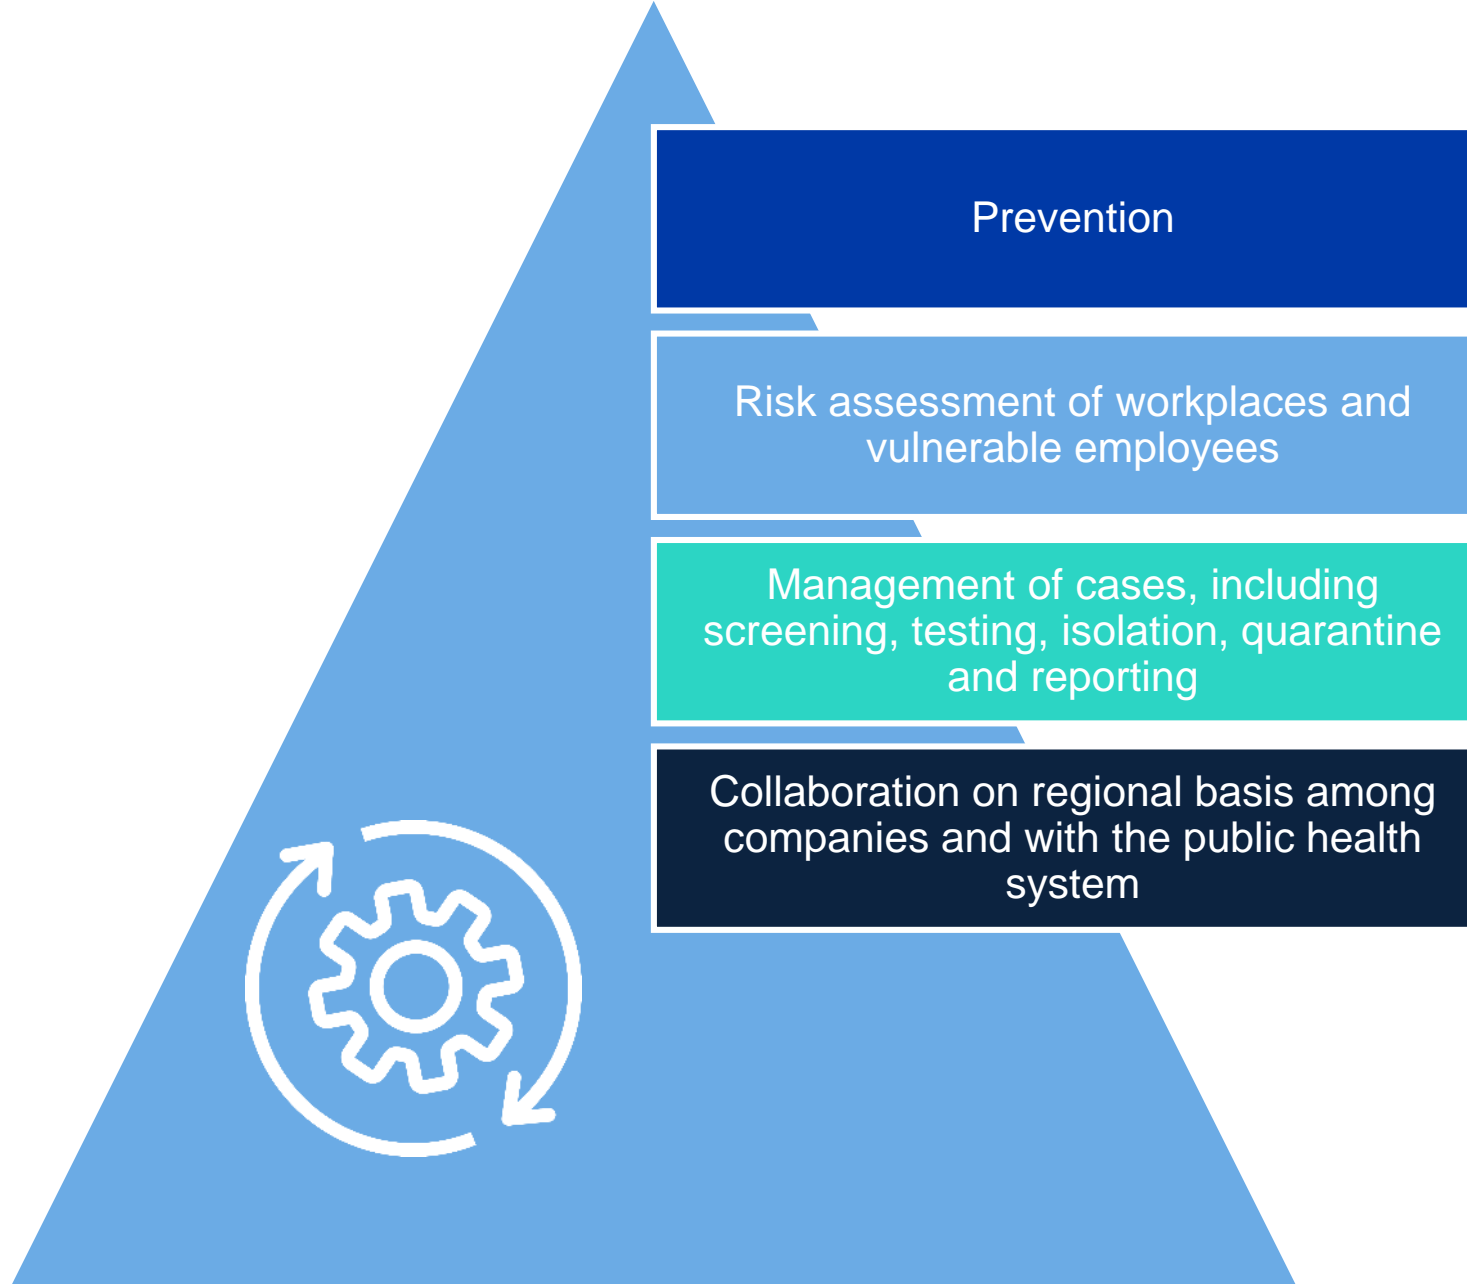 Prevention
Risk assessment of workplaces and
vulnerable employees
Management of cases, including
screening, testing, isolation, quarantine
and reporting
Collaboration on regional basis among
companies and with the public health
system